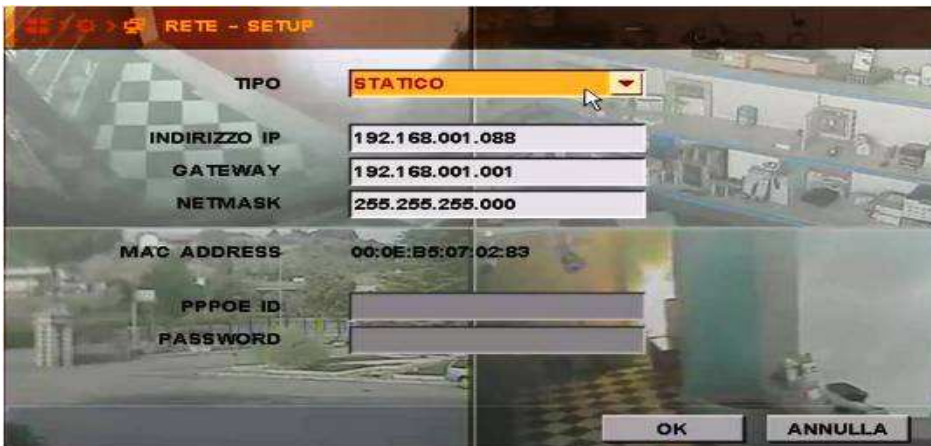 RETE - SETUP
TIPO STATICO
INDIRIZZO IP 192.168.001.088
GATEWAY 192.168.001.001
NETMASK 255.255.255.000
MAC ADDRESS 00:0E:B5:07:02:83
PPPOE ID
PASSWORD
OK ANNULLA